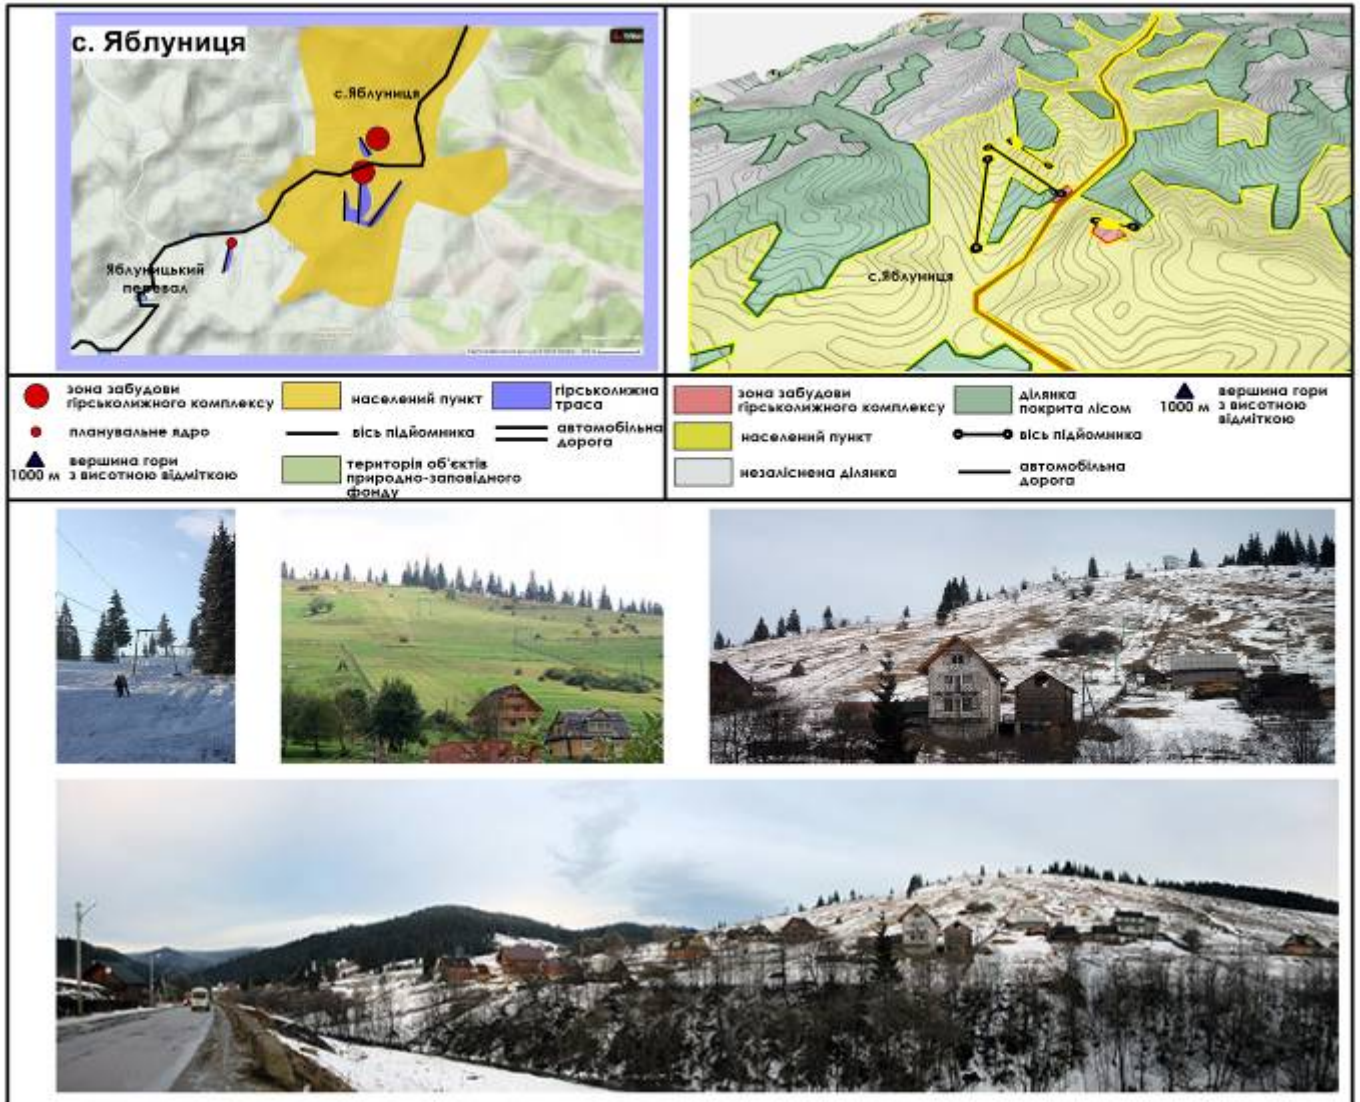 с. Яблуниця
с.Яблуниця
Яблуницький
перевал
с.Яблуниця
зона забудови
гірськолижного комплексу
населений пункт
гірськолижна
траса
планувальне ядро
вісь підйомника
автомобільна
дорога
1000 м
вершина гори
з висотною відміткою
територія об'єктів
природно-заповідного
фонду
зона забудови
гірськолижного комплексу
ділянка
покрита лісом
1000 м
вершина гори
з висотною
відміткою
населений пункт
вісь підйомника
незаліснена ділянка
автомобільна
дорога